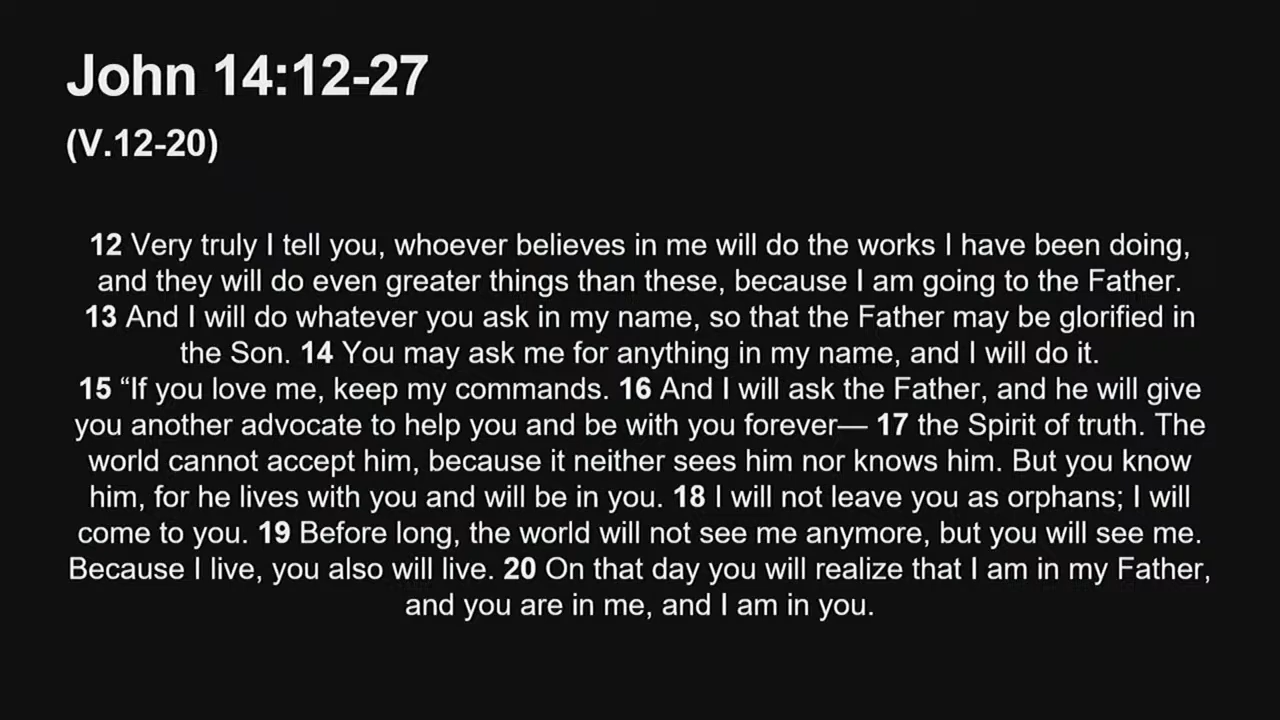 John 14:12-27
(V.12-20)
12 Very truly I tell you, whoever believes in me will do the works I have been doing,
and they will do even greater things than these, because I am going to the Father.
13 And I will do whatever you ask in my name, so that the Father may be glorified in
the Son. 14 You may ask me for anything in my name, and I will do it.
15 “If you love me, keep my commands. 16 And I will ask the Father, and he will give
you another advocate to help you and be with you forever— 17 the Spirit of truth. The
world cannot accept him, because it neither sees him nor knows him. But you know
him, for he lives with you and will be in you. 18 I will not leave you as orphans; I will
come to you. 19 Before long, the world will not see me anymore, but you will see me.
Because I live, you also will live. 20 On that day you will realize that I am in my Father,
and you are in me, and I am in you.